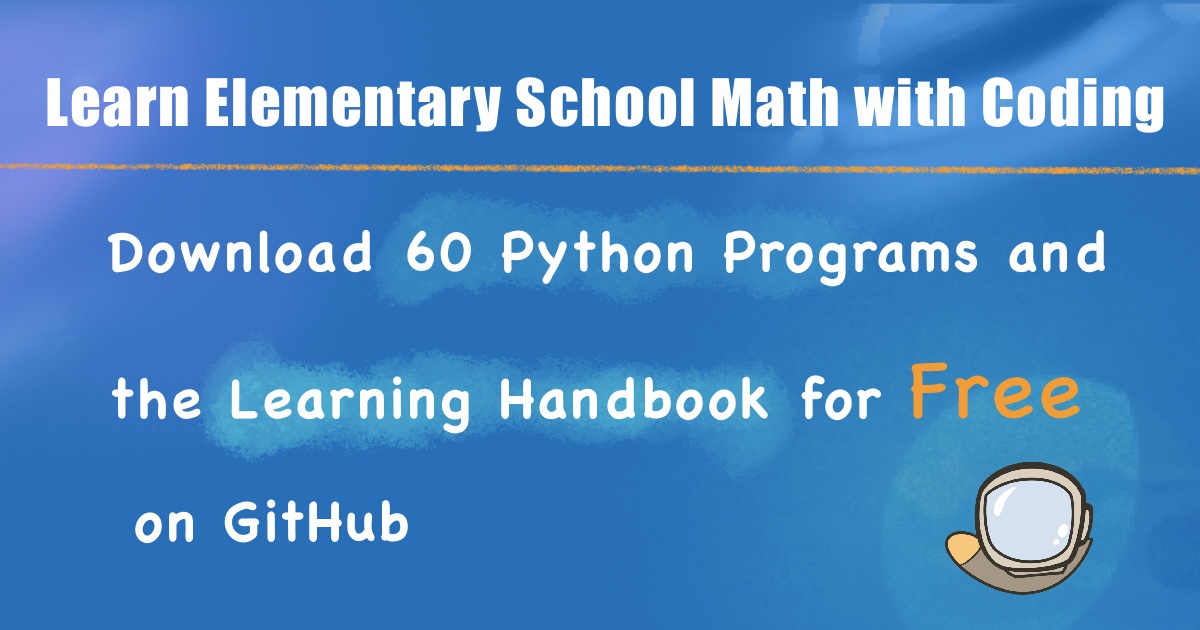 Learn Elementary School Math with Coding
Download 60 Python Programs and
the Learning Handbook for Free
on GitHub